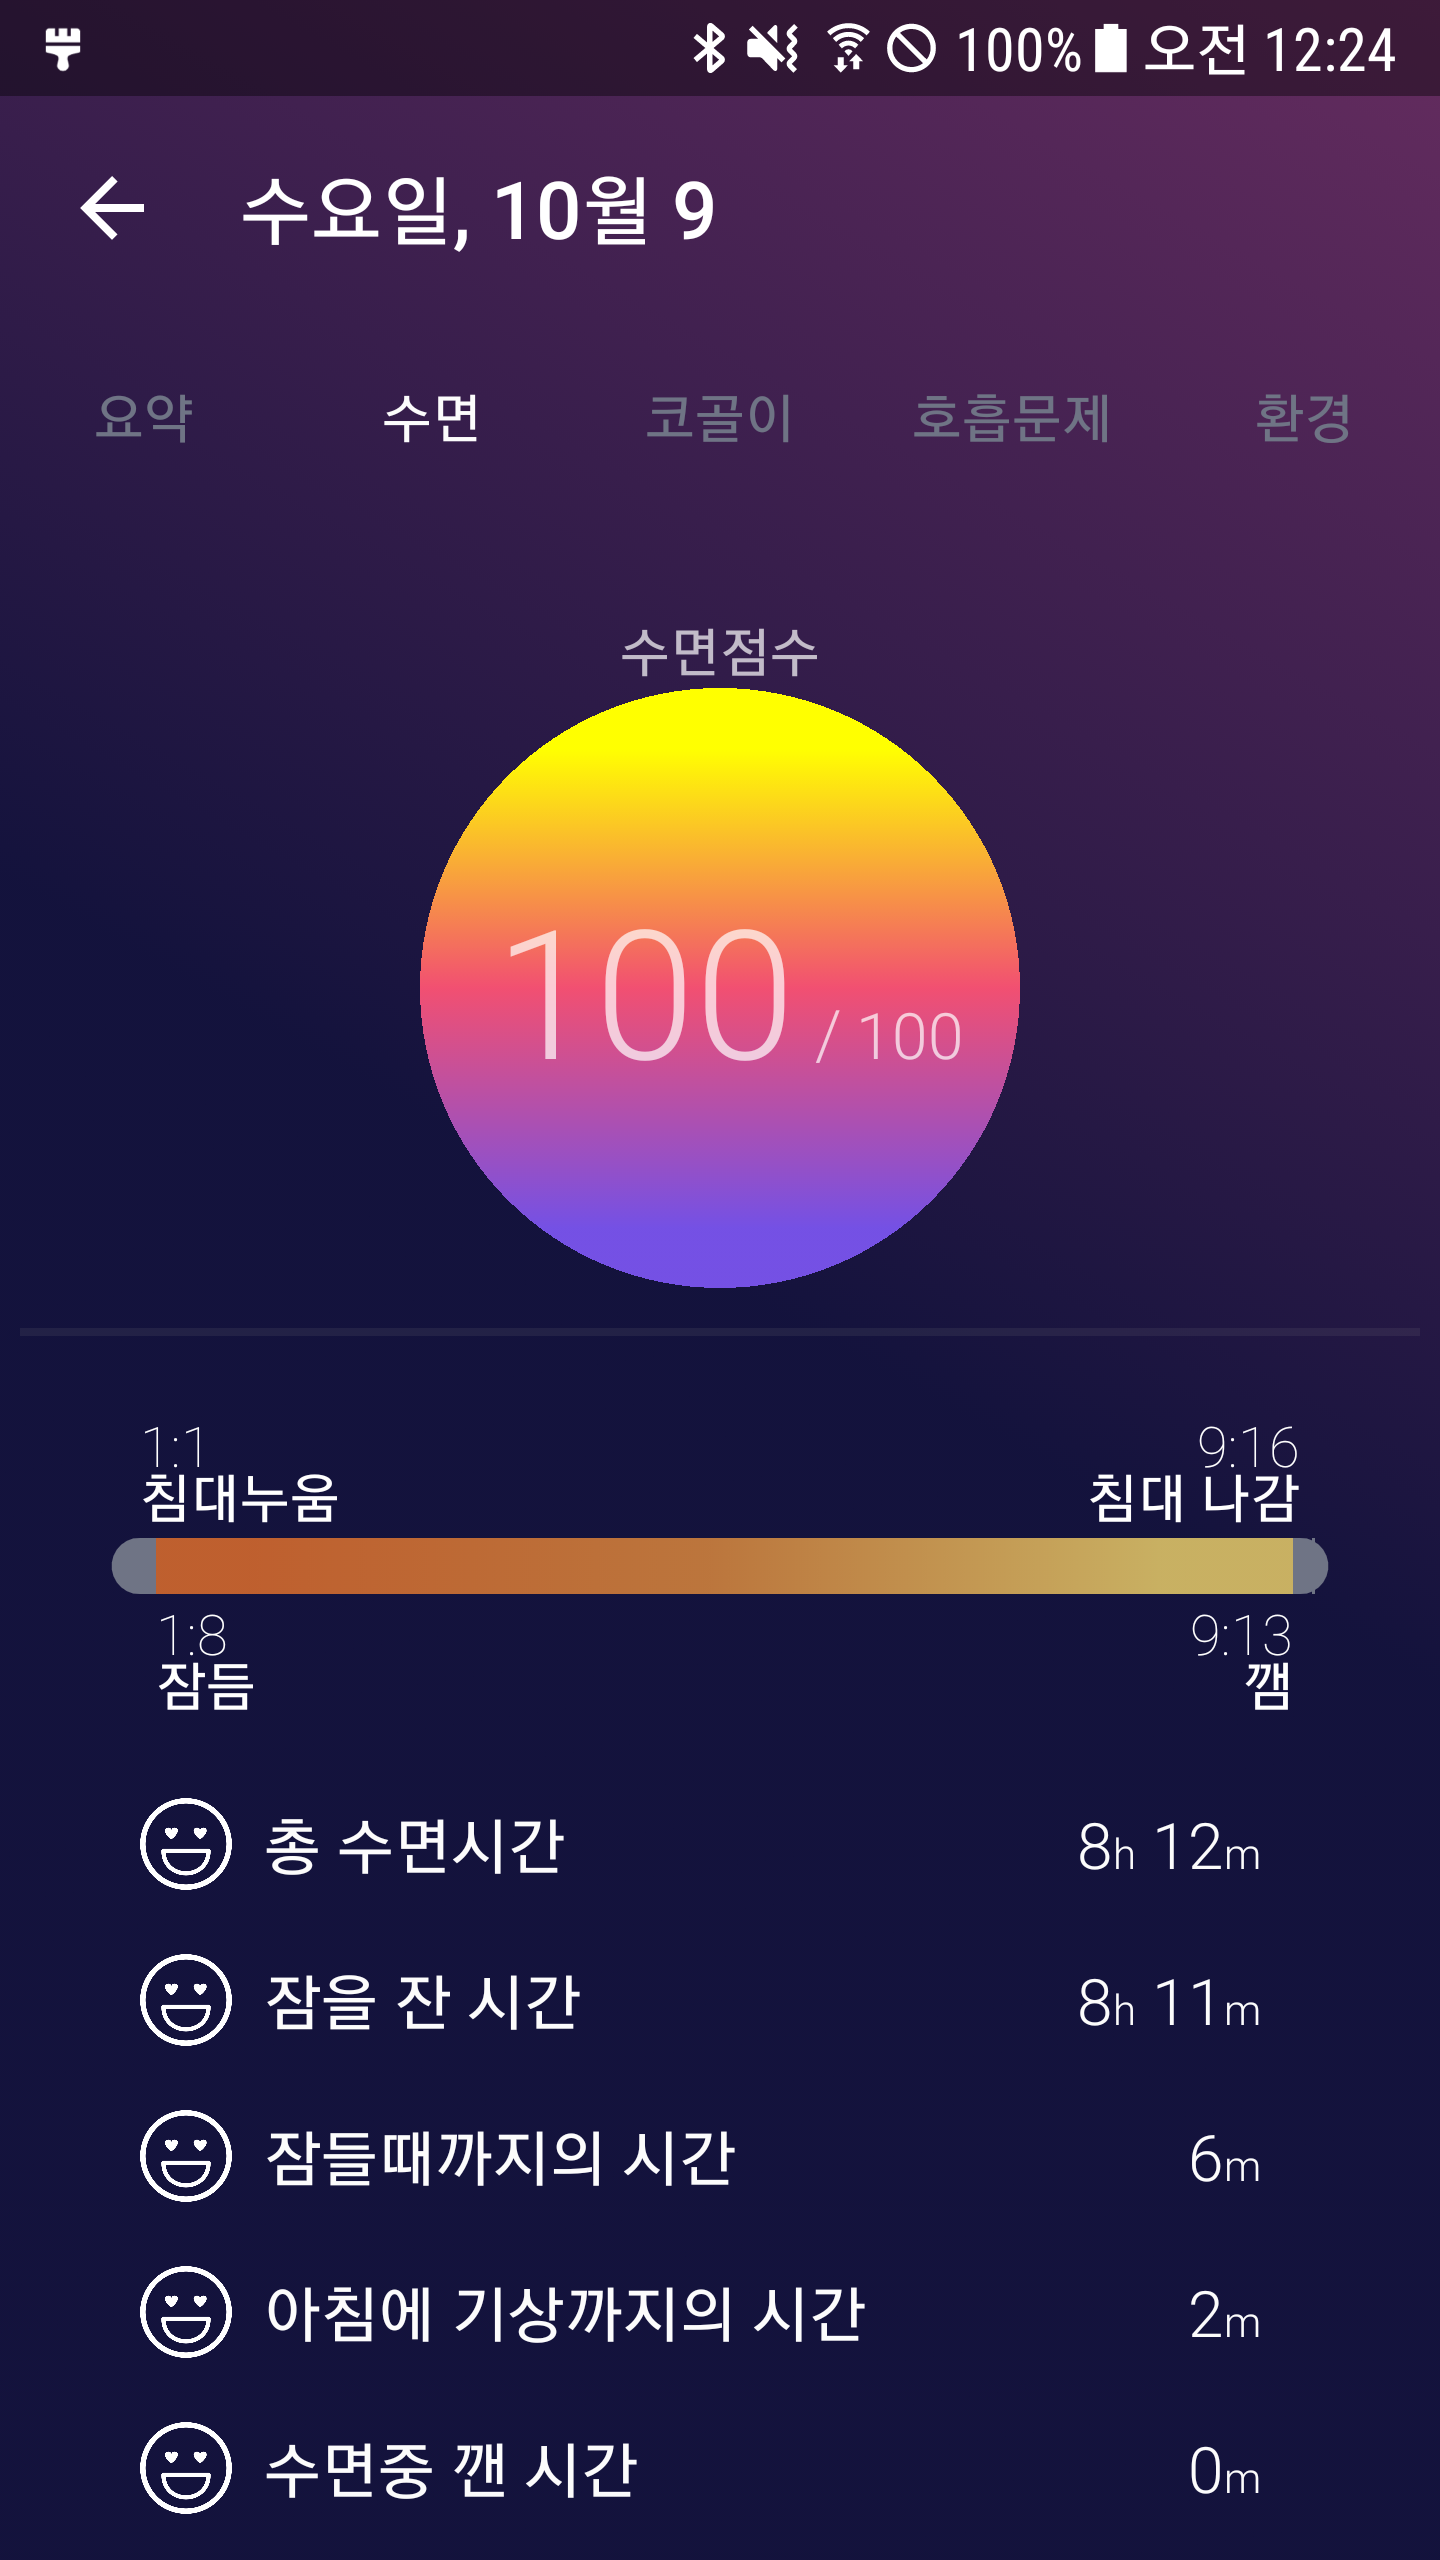 100% 오전 12:24
수요일, 10월 9
요약 수면 코골이 호흡문제 환경
수면점수
100 / 100
1:1 9:16
침대누움 침대 나감
1:8 9:13
잠듬 깸
총 수면시간 8h 12m
잠을 잔 시간 8h 11m
잠들때까지의 시간 6m
아침에 기상까지의 시간 2m
수면중 깬 시간 0m